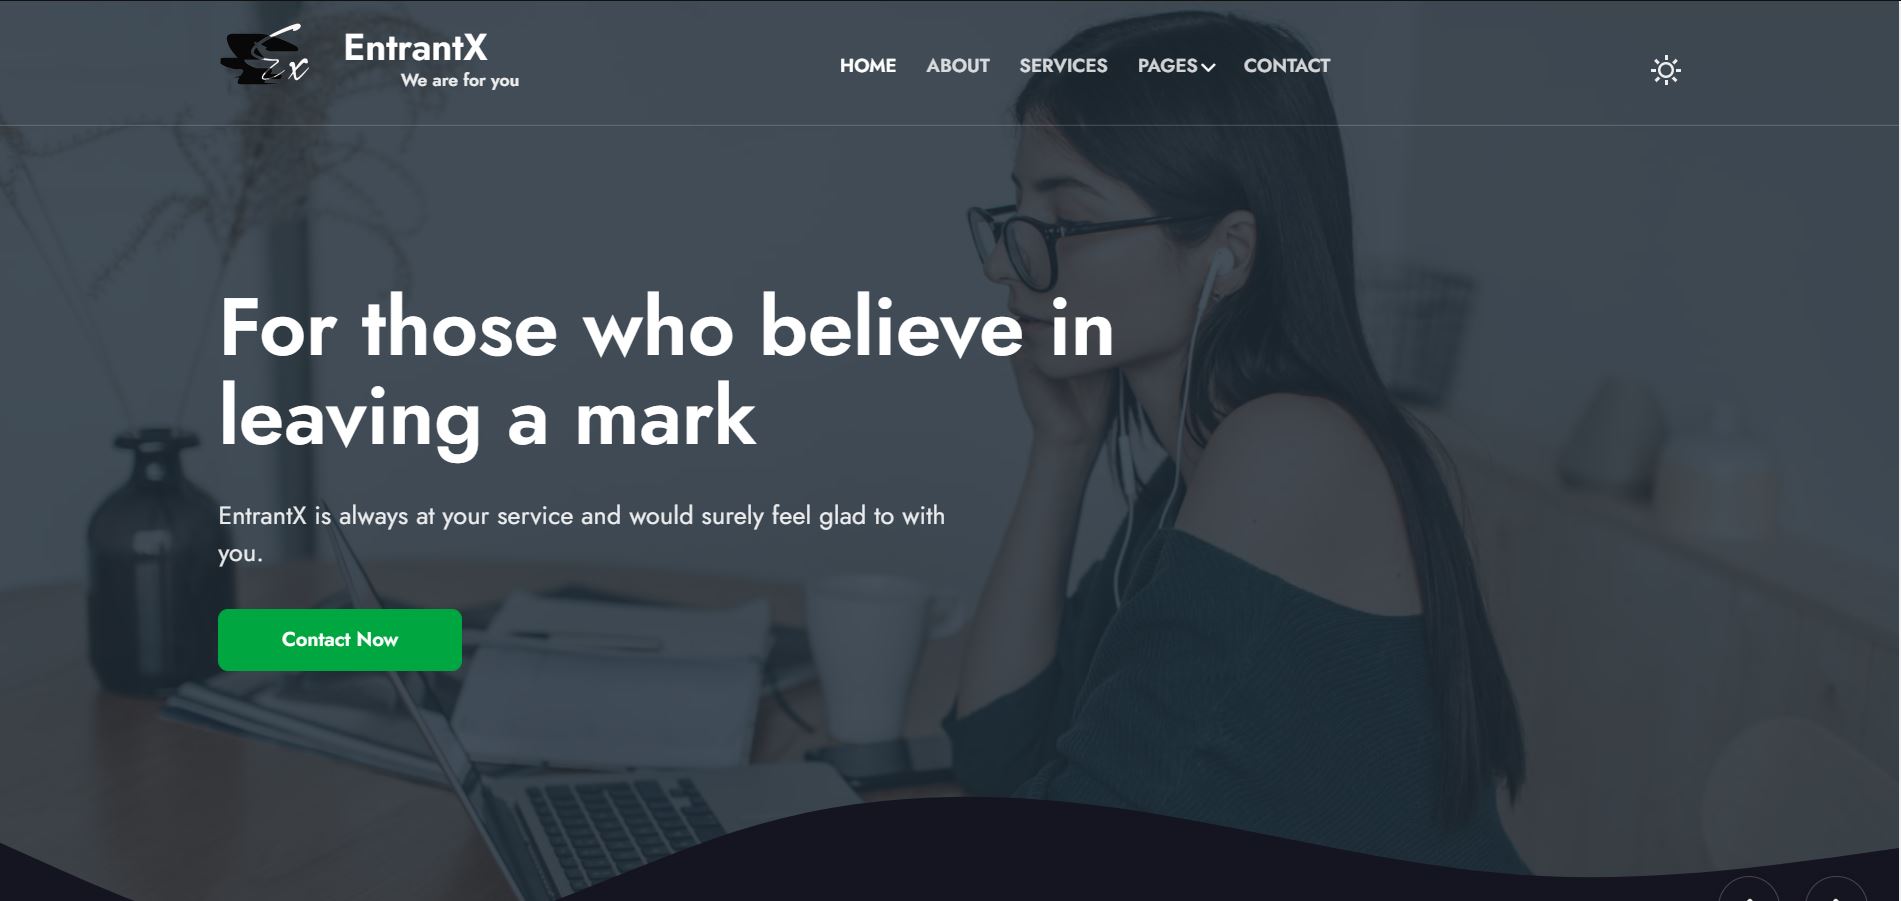 Ex
EntrantX
We are for you
HOME ABOUT SERVICES PAGES CONTACT
For those who believe in
leaving a mark
EntrantX is always at your service and would surely feel glad to with
you.
Contact Now